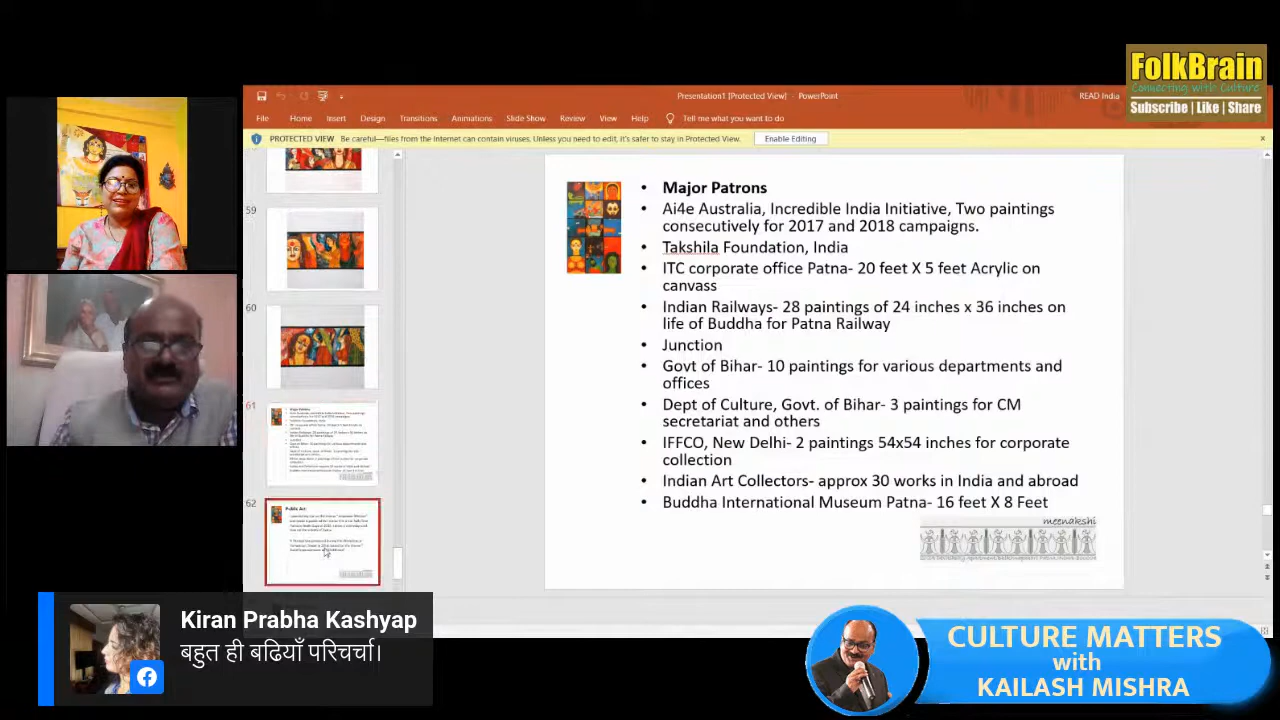 FolkBrain
Connecting with Culture
Subscribe | Like | Share
Presentation1 [Protected View] - PowerPoint
READ India
File Home Insert Design Transitions Animations Slide Show Review View Help Tell me what you want to do
PROTECTED VIEW Be careful—files from the Internet can contain viruses. Unless you need to edit, it's safer to stay in Protected View. Enable Editing
59
60
61
62
Public Art
• Major Patrons
• Ai4e Australia, Incredible India Initiative, Two paintings
consecutively for 2017 and 2018 campaigns.
• Takshila Foundation, India
• ITC corporate office Patna- 20 feet X 5 feet Acrylic on
canvass
• Indian Railways- 28 paintings of 24 inches x 36 inches on
life of Buddha for Patna Railway
• Junction
• Govt of Bihar- 10 paintings for various departments and
offices
• Dept of Culture, Govt. of Bihar- 3 paintings for CM
secretariat and others
• IFFCO, New Delhi- 2 paintings 54x54 inches for corporate
collection
• Indian Art Collectors- approx 30 works in India and abroad
• Buddha International Museum Patna- 16 feet X 8 Feet
meenakshi
Kiran Prabha Kashyap
बहुत ही बढियाँ परिचर्चा।
CULTURE MATTERS
with
KAILASH MISHRA